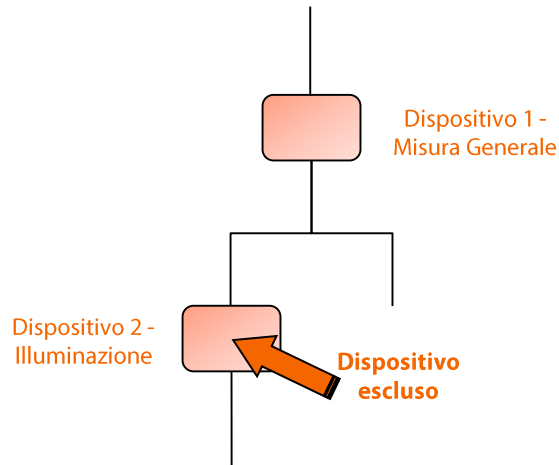 Dispositivo 1 -
Misura Generale
Dispositivo 2 -
Illuminazione
Dispositivo
escluso